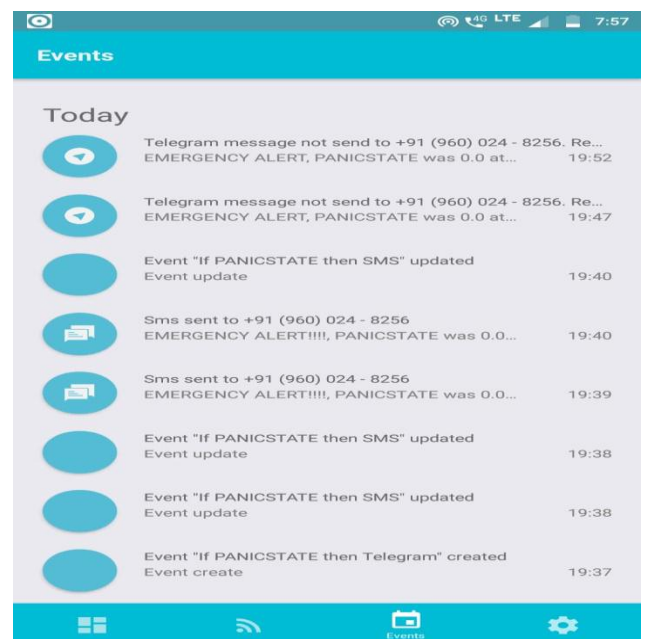 4G LTE 7:57
Events
Today
Telegram message not send to +91 (960) 024 - 8256. Re...
EMERGENCY ALERT, PANICSTATE was 0.0 at... 19:52
Telegram message not send to +91 (960) 024 - 8256. Re...
EMERGENCY ALERT, PANICSTATE was 0.0 at... 19:47
Event "If PANICSTATE then SMS" updated
Event update 19:40
Sms sent to +91 (960) 024 - 8256
EMERGENCY ALERT!!!!, PANICSTATE was 0.0... 19:40
Sms sent to +91 (960) 024 - 8256
EMERGENCY ALERT!!!!, PANICSTATE was 0.0... 19:39
Event "If PANICSTATE then SMS" updated
Event update 19:38
Event "If PANICSTATE then SMS" updated
Event update 19:38
Event "If PANICSTATE then Telegram" created
Event create 19:37
Events